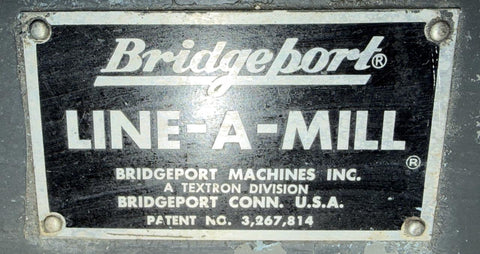 Bridgeport®
LINE-A-MILL®
BRIDGEPORT MACHINES INC.
A TEXTRON DIVISION
BRIDGEPORT CONN. U.S.A.
PATENT NO. 3,267,814